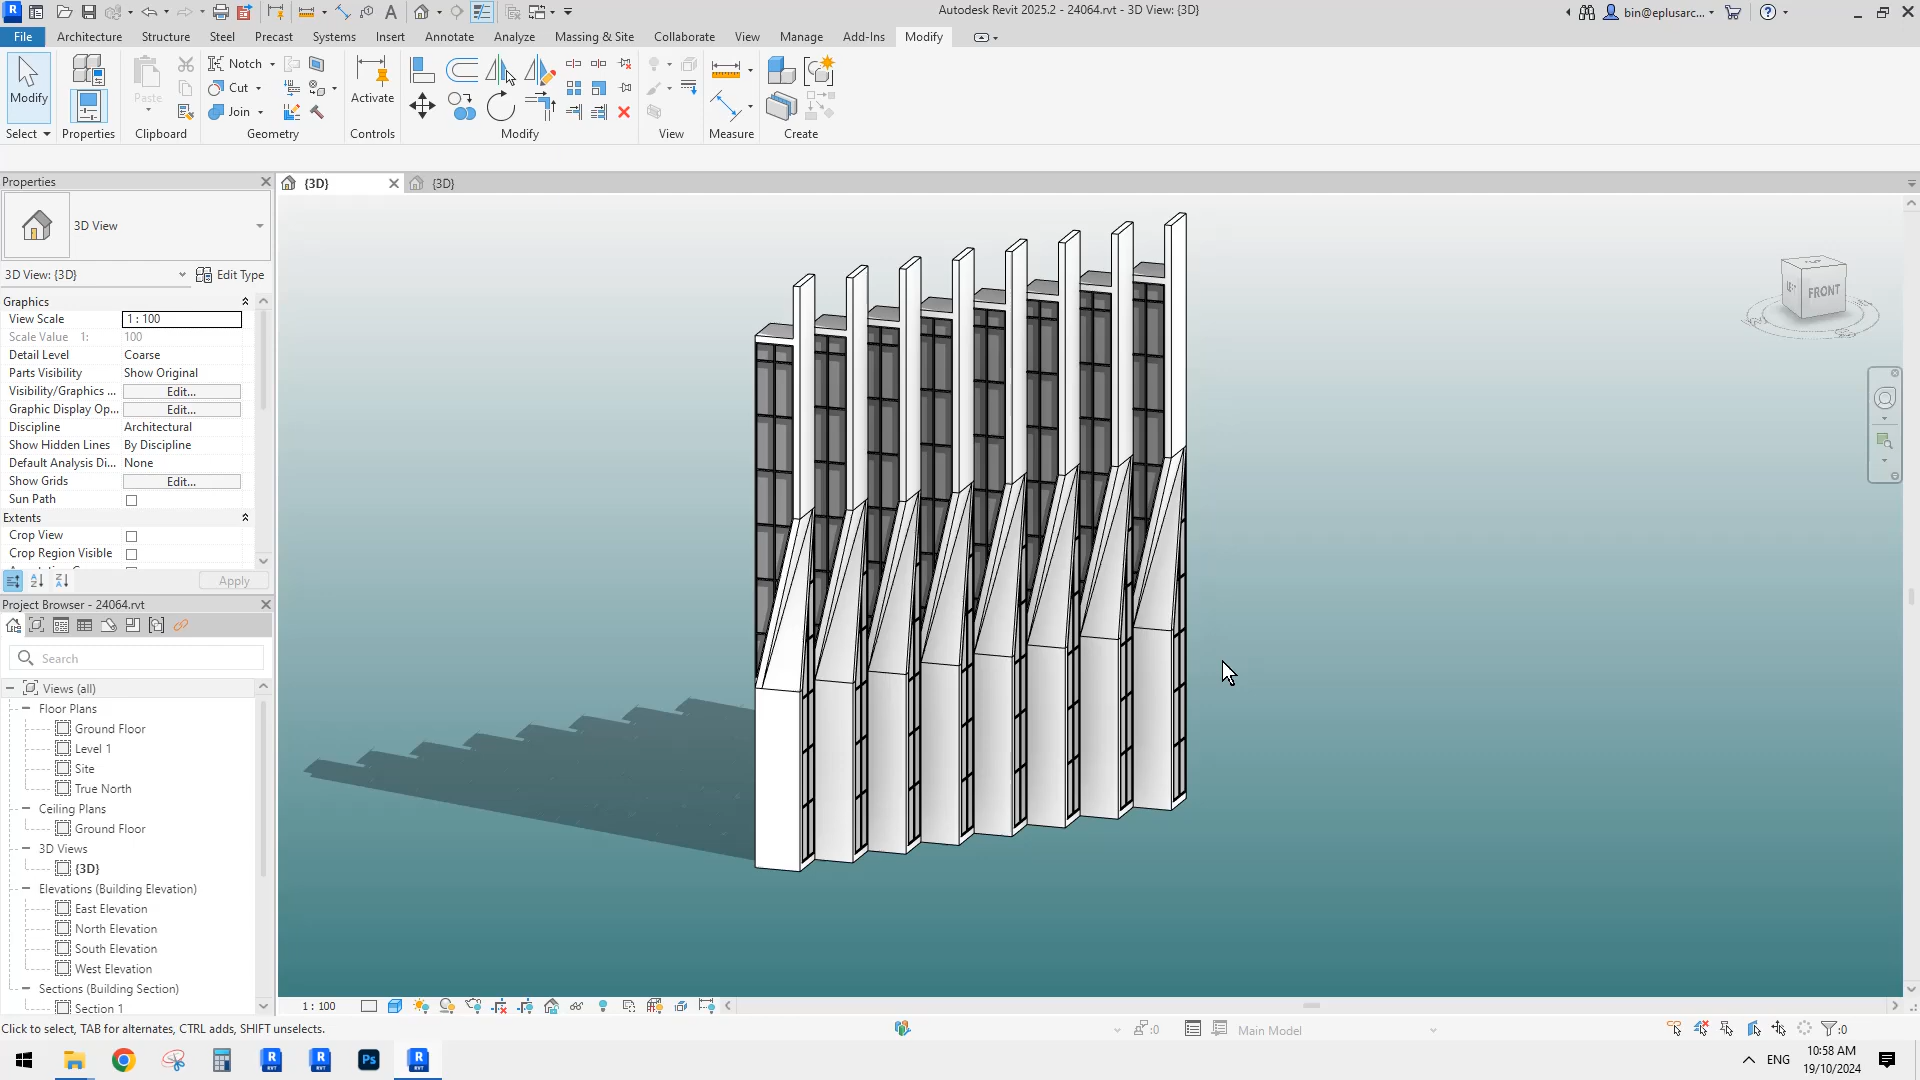 Autodesk Revit 2025.2 - 24064.rvt - 3D View: {3D}
bin@eplusarc...
File Architecture Structure Steel Precast Systems Insert Annotate Analyze Massing & Site Collaborate View Manage Add-Ins Modify
Modify
Paste
Notch
Cut
Join
Activate
Select Properties Clipboard Geometry Controls Modify View Measure Create
Properties
{3D}
{3D}
3D View
3D View: {3D}
Edit Type
Graphics
View Scale 1 : 100
Scale Value 1: 100
Detail Level Coarse
Parts Visibility Show Original
Visibility/Graphics ... Edit...
Graphic Display Op... Edit...
Discipline Architectural
Show Hidden Lines By Discipline
Default Analysis Di... None
Show Grids Edit...
Sun Path
Extents
Crop View
Crop Region Visible
Apply
LEFT FRONT
Project Browser - 24064.rvt
Search
Views (all)
Floor Plans
Ground Floor
Level 1
Site
True North
Ceiling Plans
Ground Floor
3D Views
{3D}
Elevations (Building Elevation)
East Elevation
North Elevation
South Elevation
West Elevation
Sections (Building Section)
Section 1
1 : 100
Click to select, TAB for alternates, CTRL adds, SHIFT unselects.
:0
Main Model
:0
Ps
RVT
RVT
RVT
ENG
10:58 AM
19/10/2024